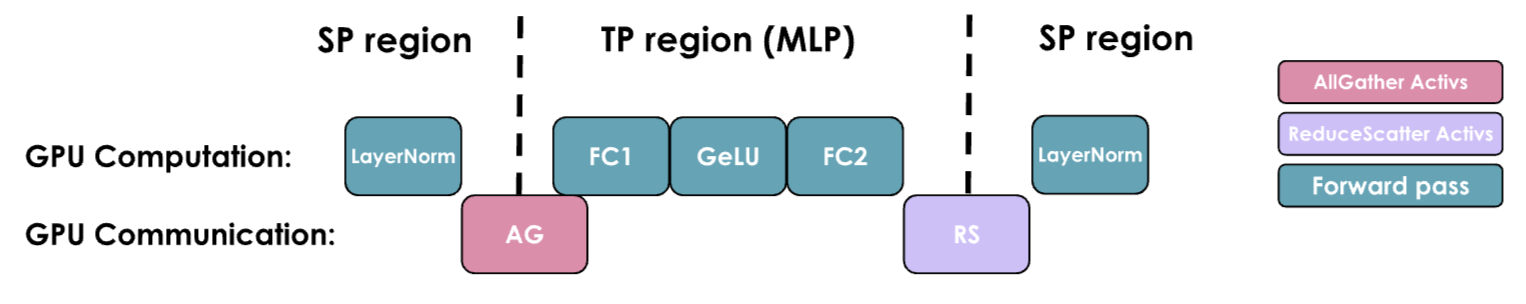 SP region
TP region (MLP)
SP region
AllGather Activs
ReduceScatter Activs
Forward pass
GPU Computation:
LayerNorm
FC1
GeLU
FC2
LayerNorm
GPU Communication:
AG
RS